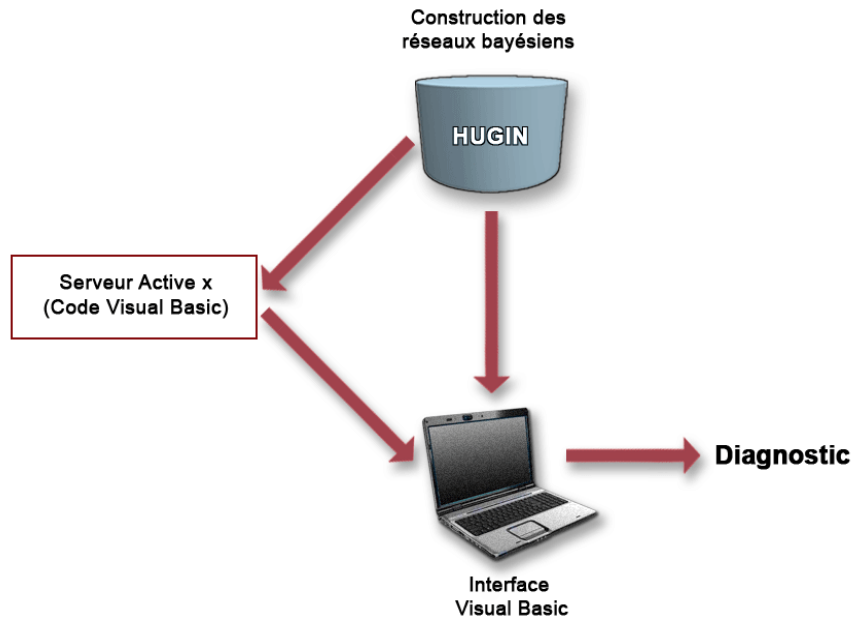 Construction des
réseaux bayésiens
HUGIN
Serveur Active x
(Code Visual Basic)
Diagnostic
Interface
Visual Basic